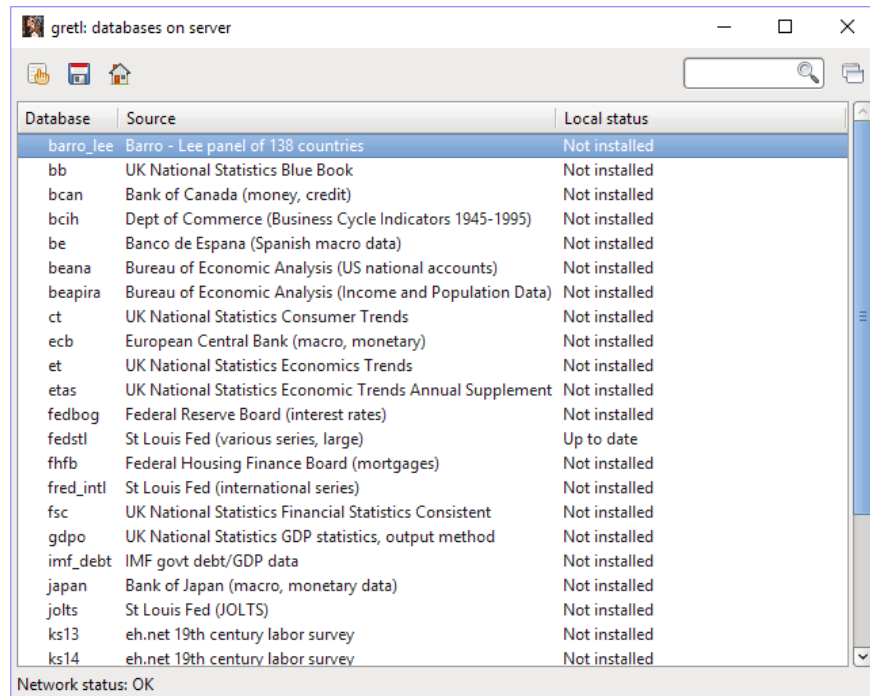 gretl: databases on server
Database Source Local status
barro_lee Barro - Lee panel of 138 countries Not installed
bb UK National Statistics Blue Book Not installed
bcan Bank of Canada (money, credit) Not installed
bcih Dept of Commerce (Business Cycle Indicators 1945-1995) Not installed
be Banco de Espana (Spanish macro data) Not installed
beana Bureau of Economic Analysis (US national accounts) Not installed
beapira Bureau of Economic Analysis (Income and Population Data) Not installed
ct UK National Statistics Consumer Trends Not installed
ecb European Central Bank (macro, monetary) Not installed
et UK National Statistics Economics Trends Not installed
etas UK National Statistics Economic Trends Annual Supplement Not installed
fedbog Federal Reserve Board (interest rates) Not installed
fedstl St Louis Fed (various series, large) Up to date
fhfb Federal Housing Finance Board (mortgages) Not installed
fred_intl St Louis Fed (international series) Not installed
fsc UK National Statistics Financial Statistics Consistent Not installed
gdpo UK National Statistics GDP statistics, output method Not installed
imf_debt IMF govt debt/GDP data Not installed
japan Bank of Japan (macro, monetary data) Not installed
jolts St Louis Fed (JOLTS) Not installed
ks13 eh.net 19th century labor survey Not installed
ks14 eh.net 19th century labor survey Not installed
Network status: OK